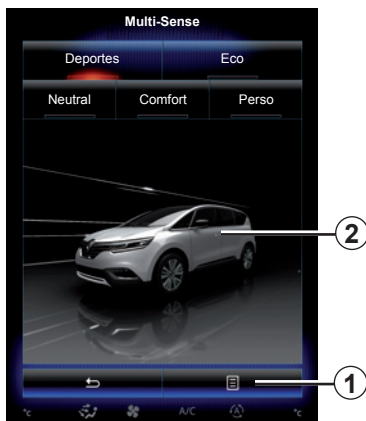 Multi-Sense
Deportes Eco
Neutral Comfort Perso
2
1
°c A/C (A) °c